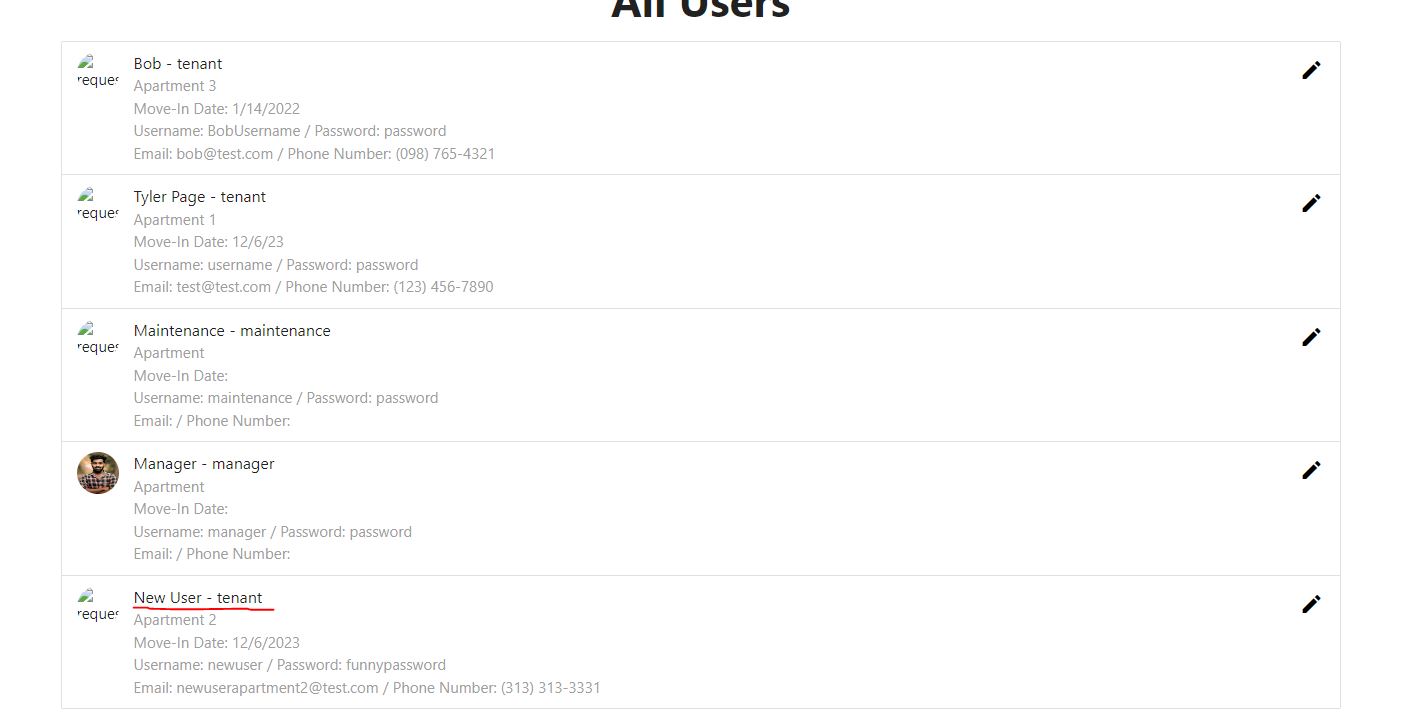 All Users
reques
Bob - tenant
Apartment 3
Move-In Date: 1/14/2022
Username: BobUsername / Password: password
Email: bob@test.com / Phone Number: (098) 765-4321
reques
Tyler Page - tenant
Apartment 1
Move-In Date: 12/6/23
Username: username / Password: password
Email: test@test.com / Phone Number: (123) 456-7890
reques
Maintenance - maintenance
Apartment
Move-In Date:
Username: maintenance / Password: password
Email: / Phone Number:
Manager - manager
Apartment
Move-In Date:
Username: manager / Password: password
Email: / Phone Number:
reques
New User - tenant
Apartment 2
Move-In Date: 12/6/2023
Username: newuser / Password: funnypassword
Email: newuserapartment2@test.com / Phone Number: (313) 313-3331